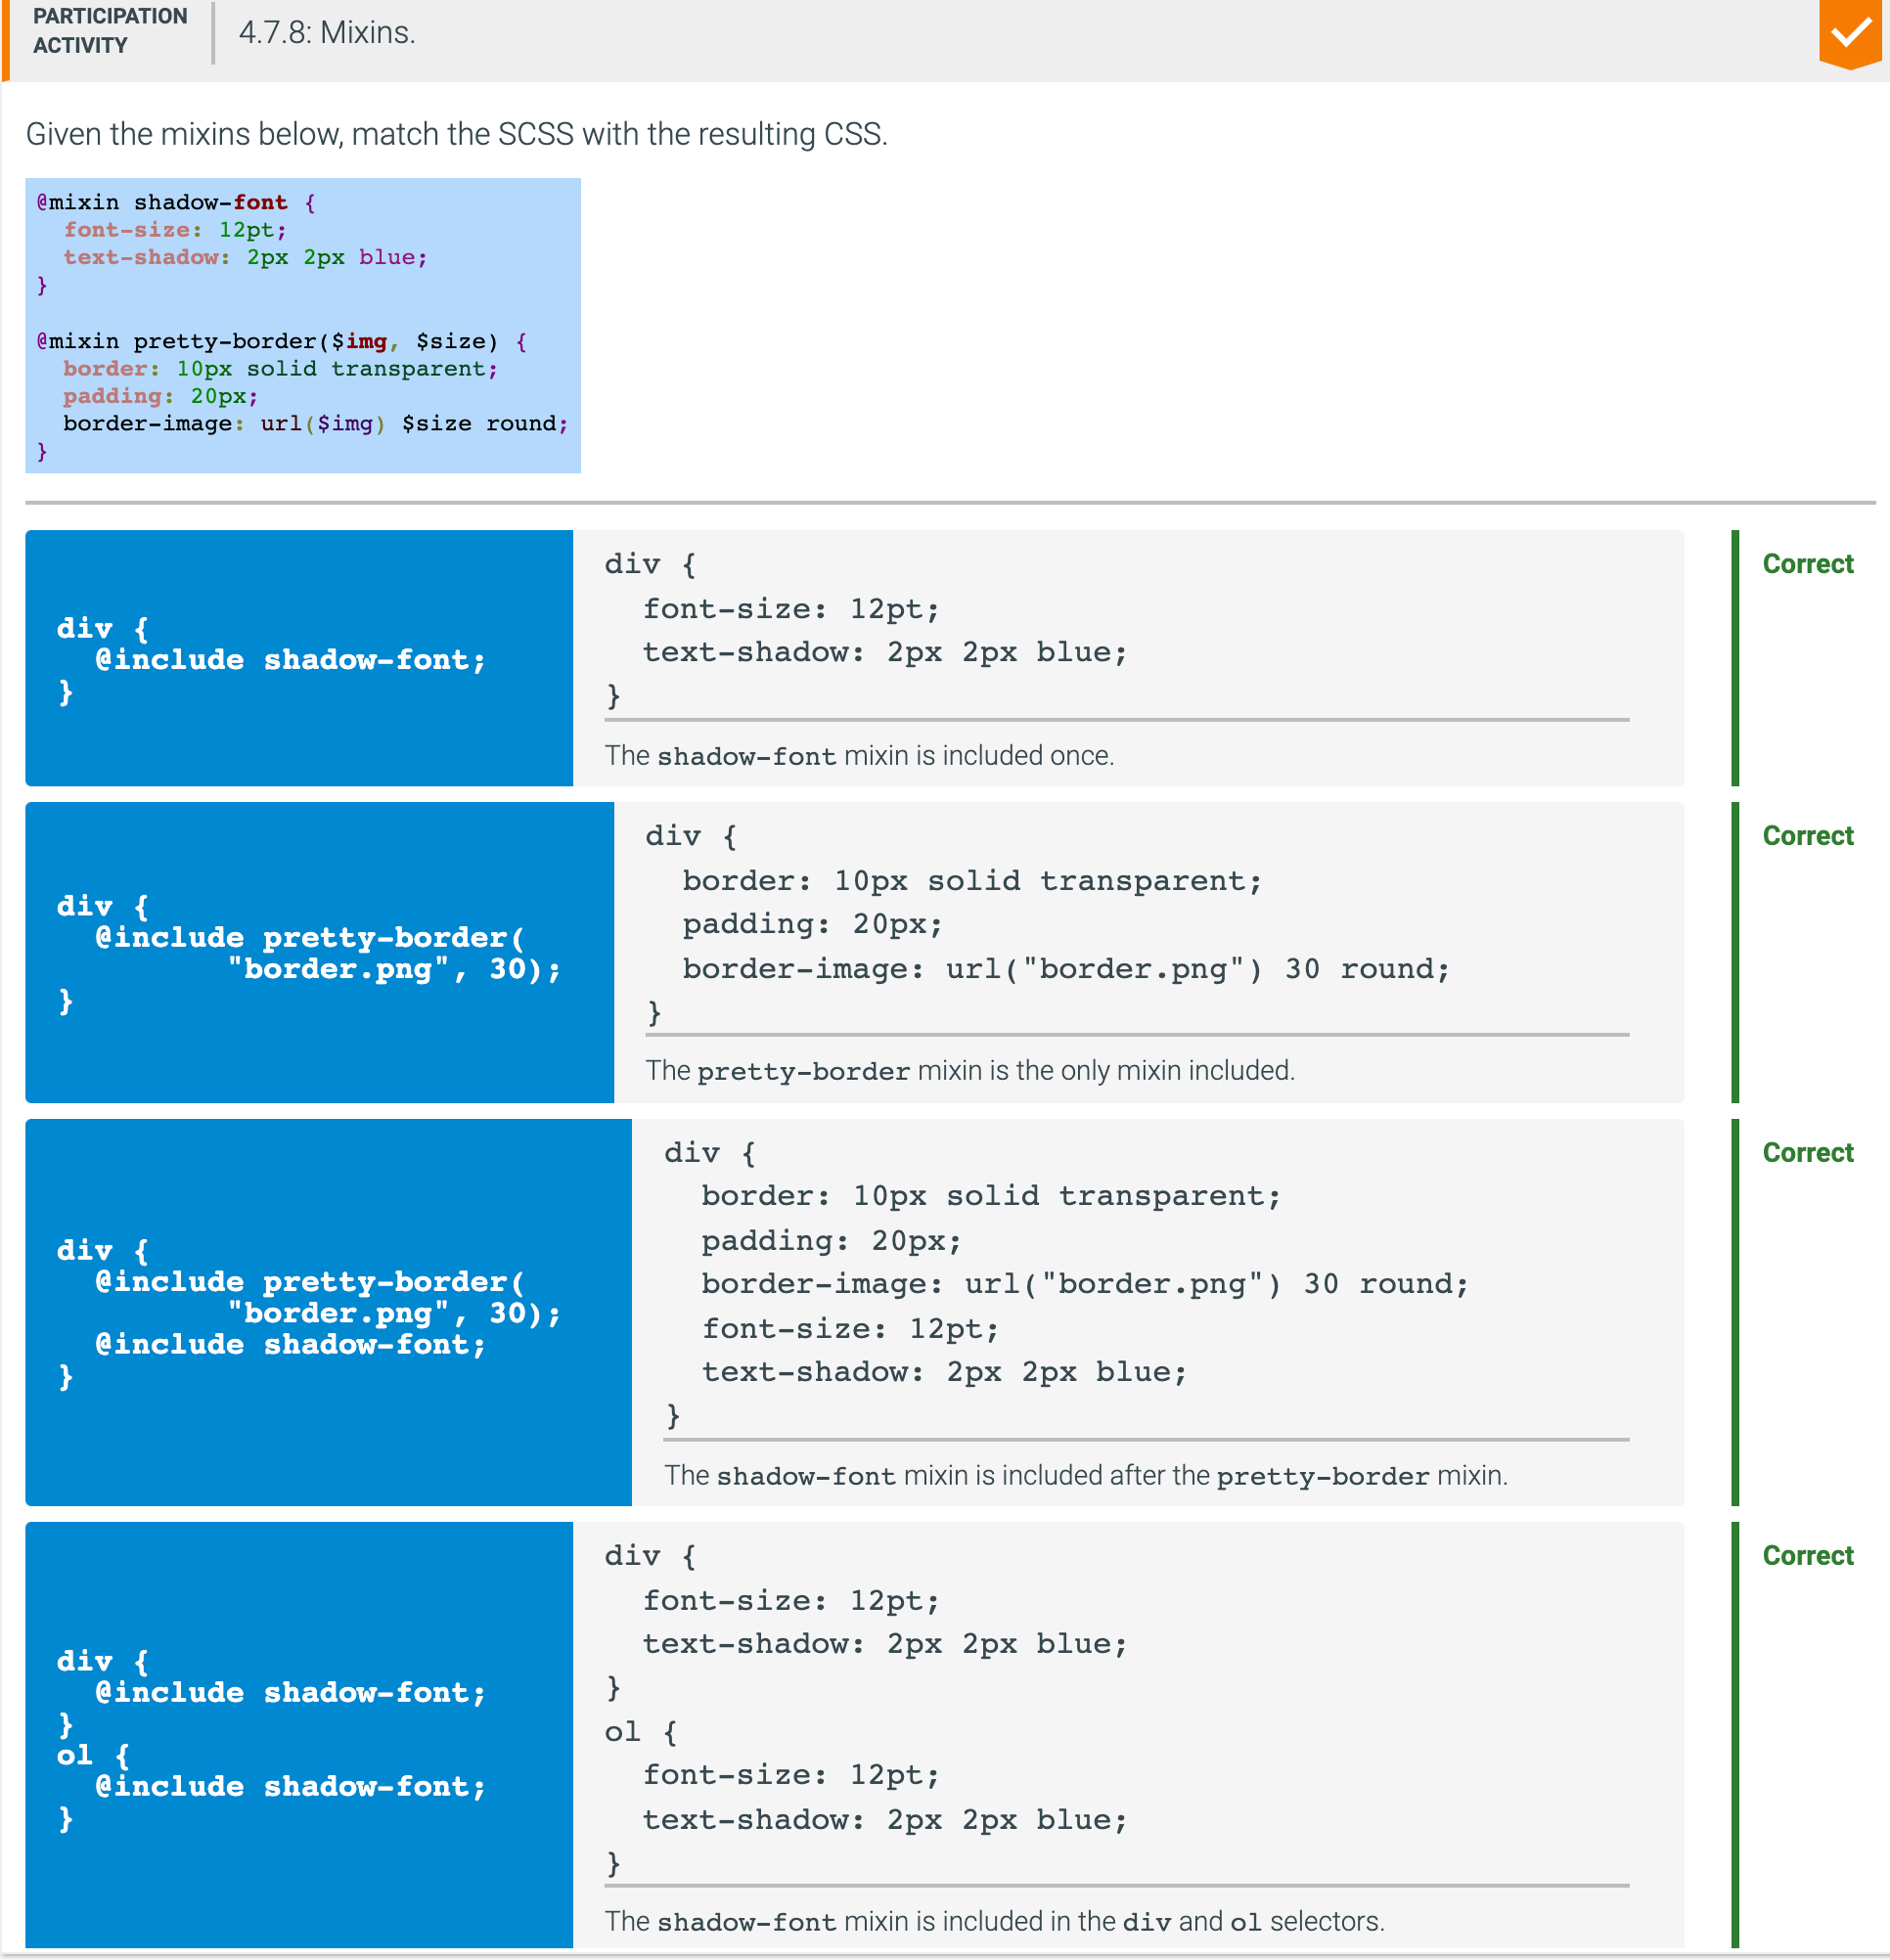 PARTICIPATION
ACTIVITY
4.7.8: Mixins.
Given the mixins below, match the SCSS with the resulting CSS.
@mixin shadow-font {
  font-size: 12pt;
  text-shadow: 2px 2px blue;
}
@mixin pretty-border($img, $size) {
  border: 10px solid transparent;
  padding: 20px;
  border-image: url($img) $size round;
}
div {
  @include shadow-font;
}
div {
  font-size: 12pt;
  text-shadow: 2px 2px blue;
}
The shadow-font mixin is included once.
Correct
div {
  @include pretty-border(
         "border.png", 30);
}
div {
  border: 10px solid transparent;
  padding: 20px;
  border-image: url("border.png") 30 round;
}
The pretty-border mixin is the only mixin included.
Correct
div {
  @include pretty-border(
         "border.png", 30);
  @include shadow-font;
}
div {
  border: 10px solid transparent;
  padding: 20px;
  border-image: url("border.png") 30 round;
  font-size: 12pt;
  text-shadow: 2px 2px blue;
}
The shadow-font mixin is included after the pretty-border mixin.
Correct
div {
  @include shadow-font;
}
ol {
  @include shadow-font;
}
div {
  font-size: 12pt;
  text-shadow: 2px 2px blue;
}
ol {
  font-size: 12pt;
  text-shadow: 2px 2px blue;
}
The shadow-font mixin is included in the div and ol selectors.
Correct